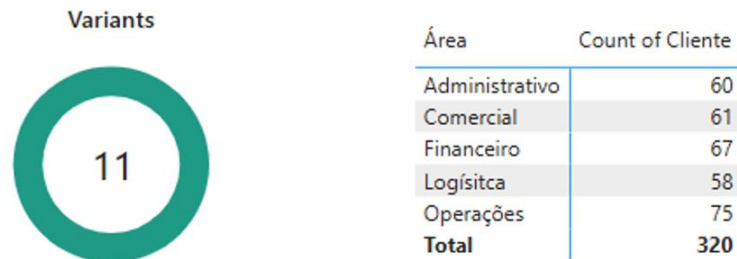 Variants
11
Área Count of Cliente
Administrativo 60
Comercial 61
Financeiro 67
Logísitca 58
Operações 75
Total 320